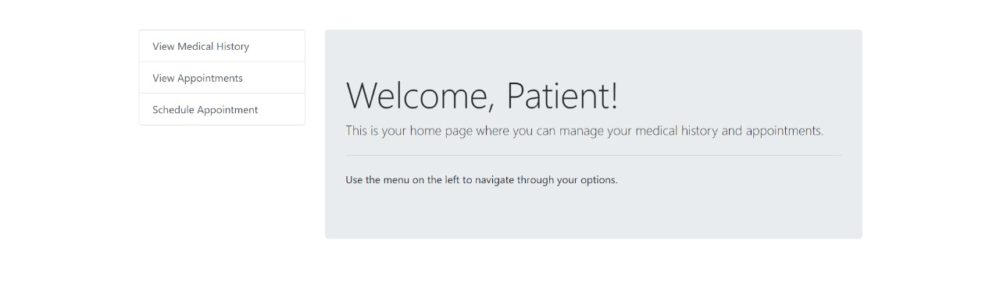 View Medical History
View Appointments
Schedule Appointment
Welcome, Patient!
This is your home page where you can manage your medical history and appointments.
Use the menu on the left to navigate through your options.